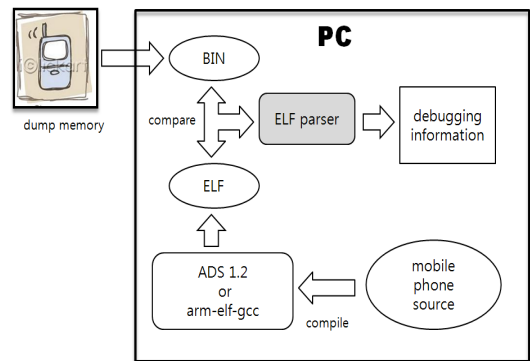 PC
BIN
dump memory
compare
ELF parser
debugging
information
ELF
ADS 1.2
or
arm-elf-gcc
mobile
phone
source
compile